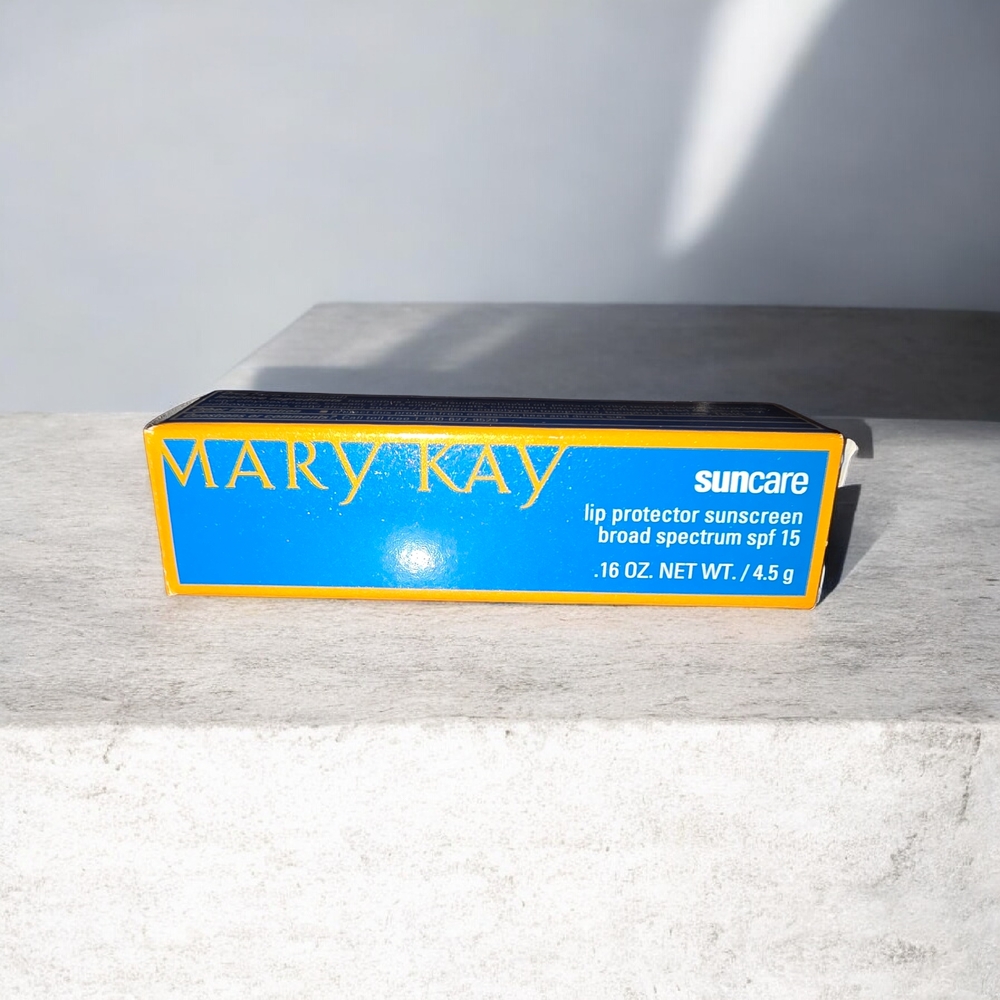 MARY KAY
suncare
lip protector sunscreen
broad spectrum spf 15
.16 OZ. NET WT. / 4.5 g